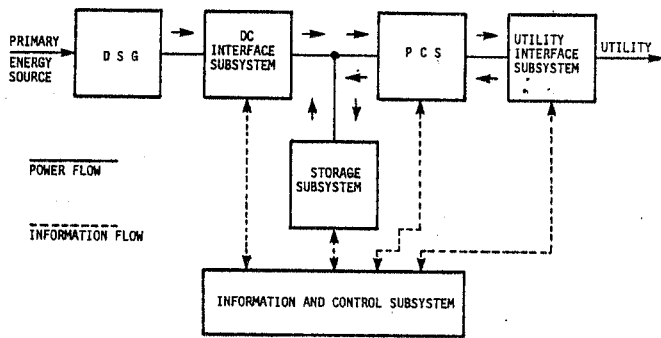 PRIMARY
ENERGY
SOURCE
D S G
DC
INTERFACE
SUBSYSTEM
P C S
UTILITY
INTERFACE
SUBSYSTEM
UTILITY
STORAGE
SUBSYSTEM
POWER FLOW
INFORMATION FLOW
INFORMATION AND CONTROL SUBSYSTEM